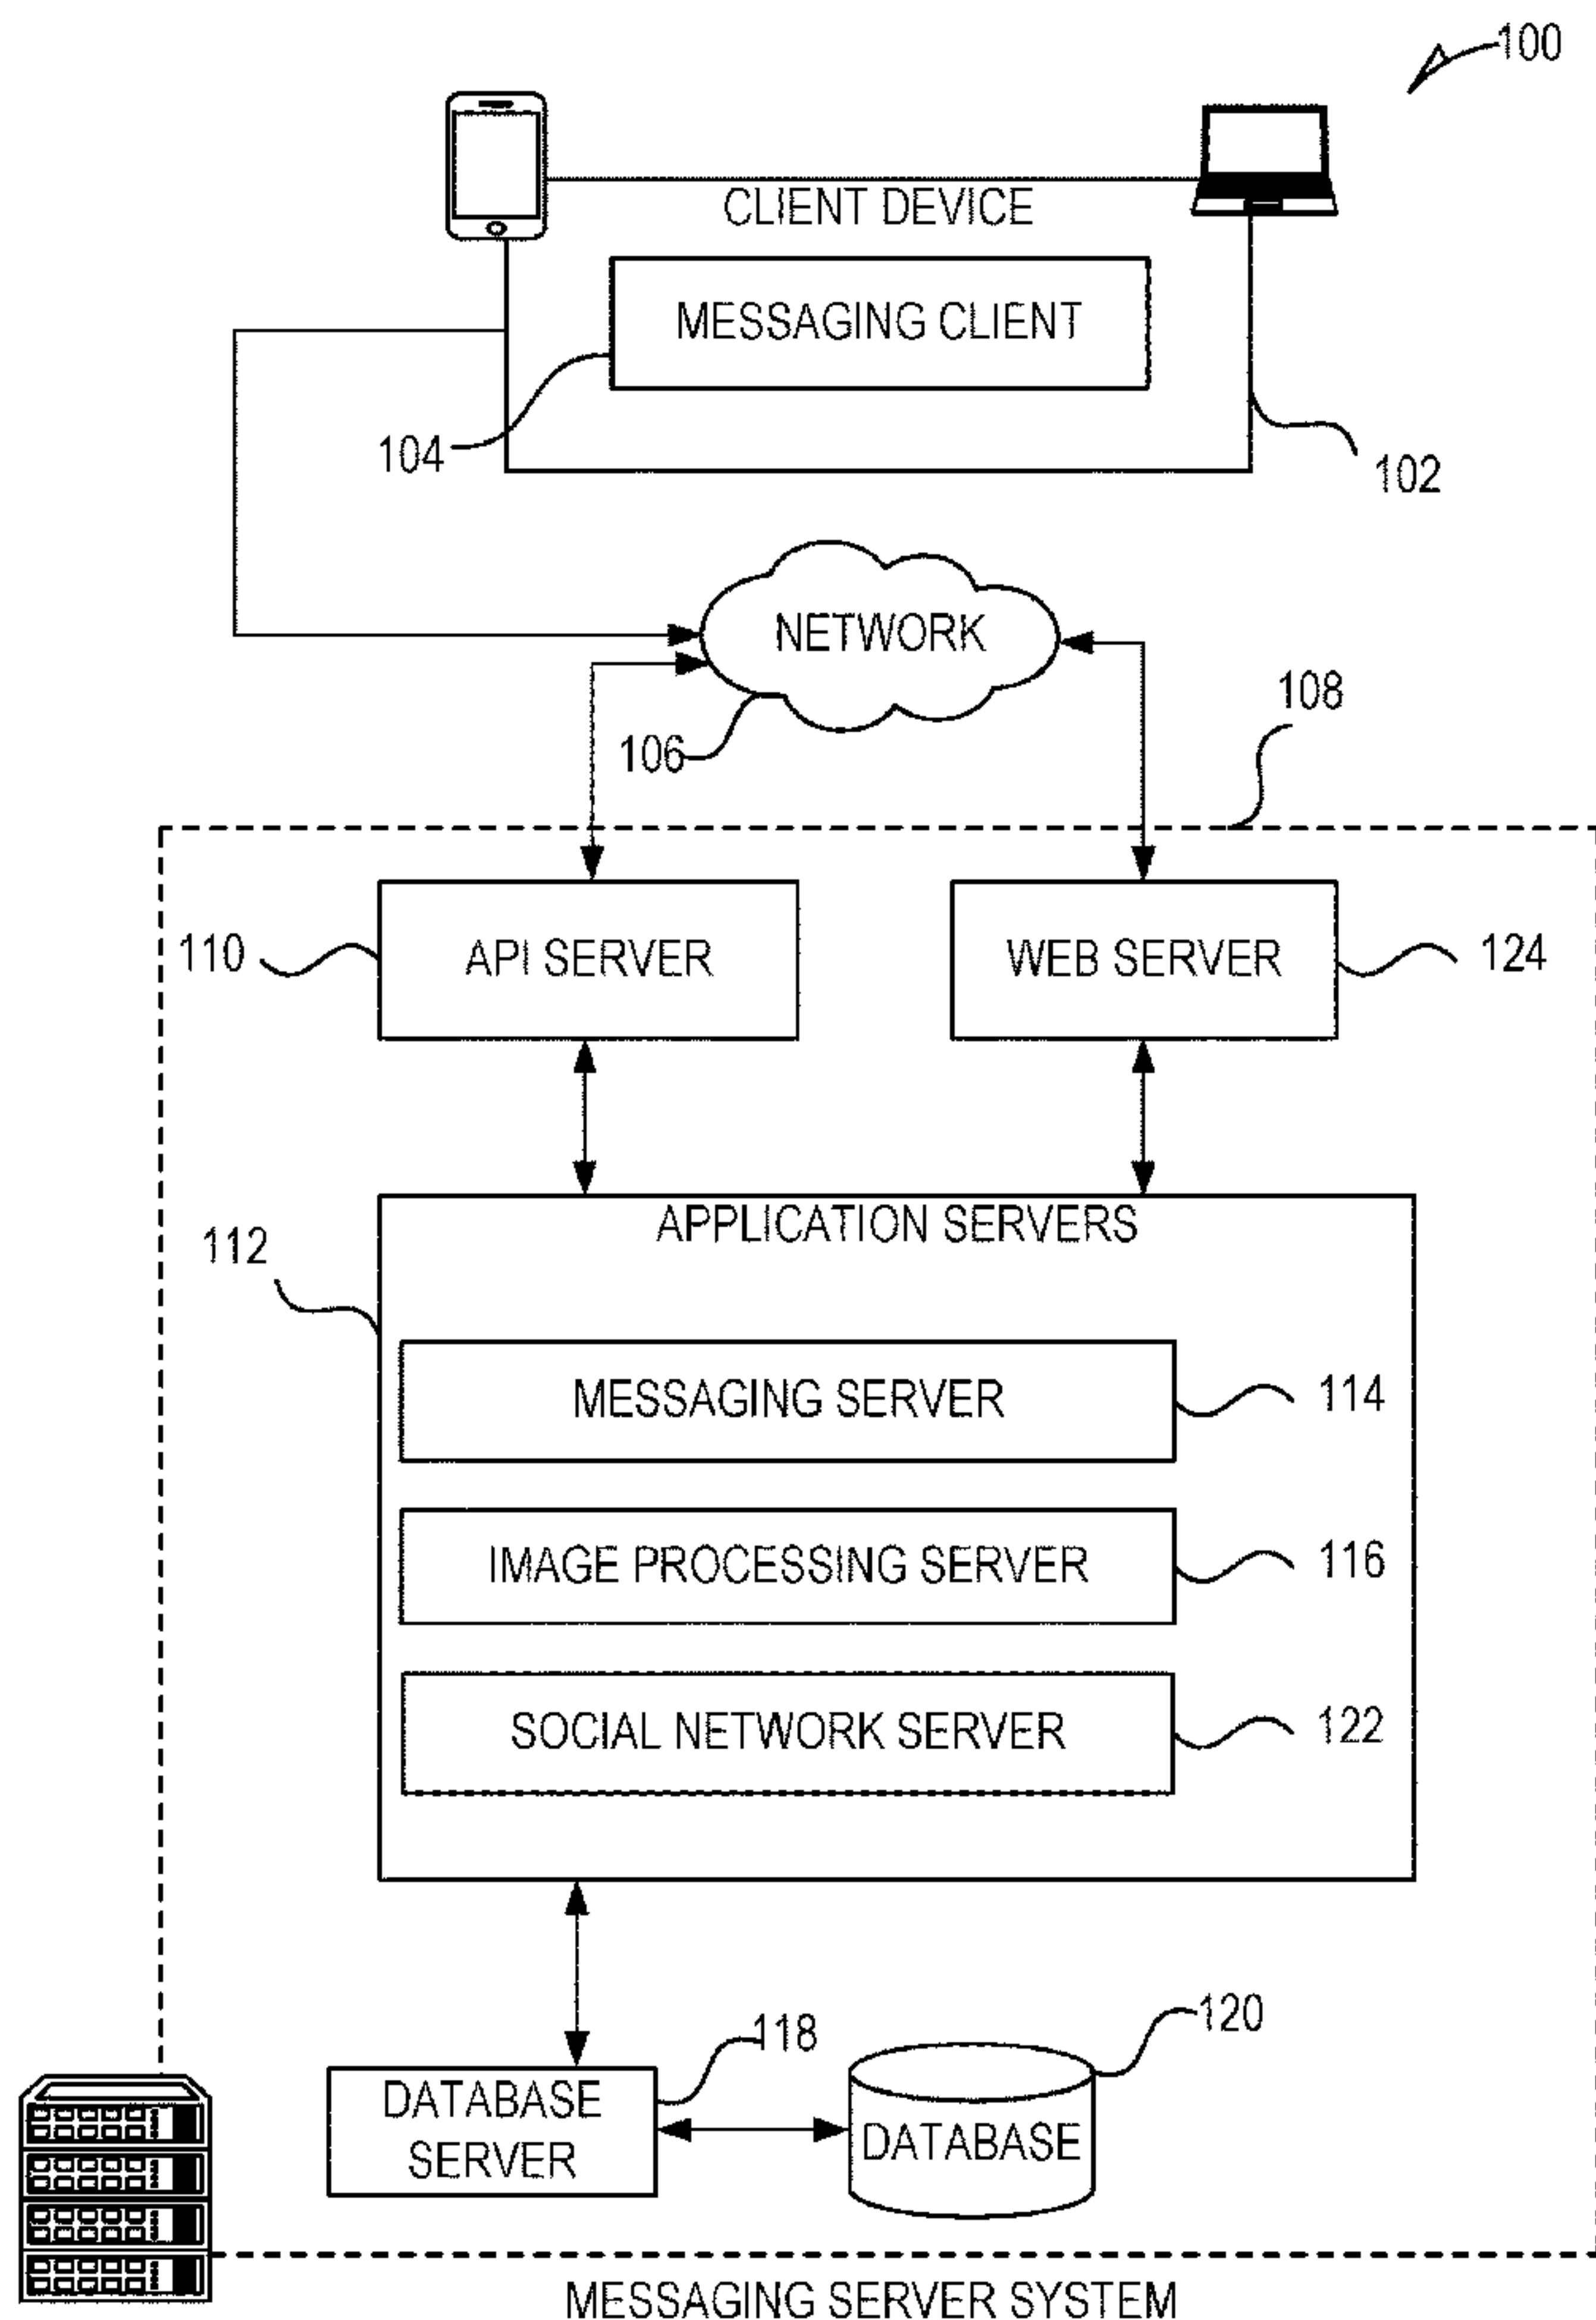 100
CLIENT DEVICE
MESSAGING CLIENT
104
102
NETWORK
106
108
110
API SERVER
WEB SERVER
124
APPLICATION SERVERS
112
MESSAGING SERVER
114
IMAGE PROCESSING SERVER
116
SOCIAL NETWORK SERVER
122
118
120
DATABASE
SERVER
DATABASE
MESSAGING SERVER SYSTEM